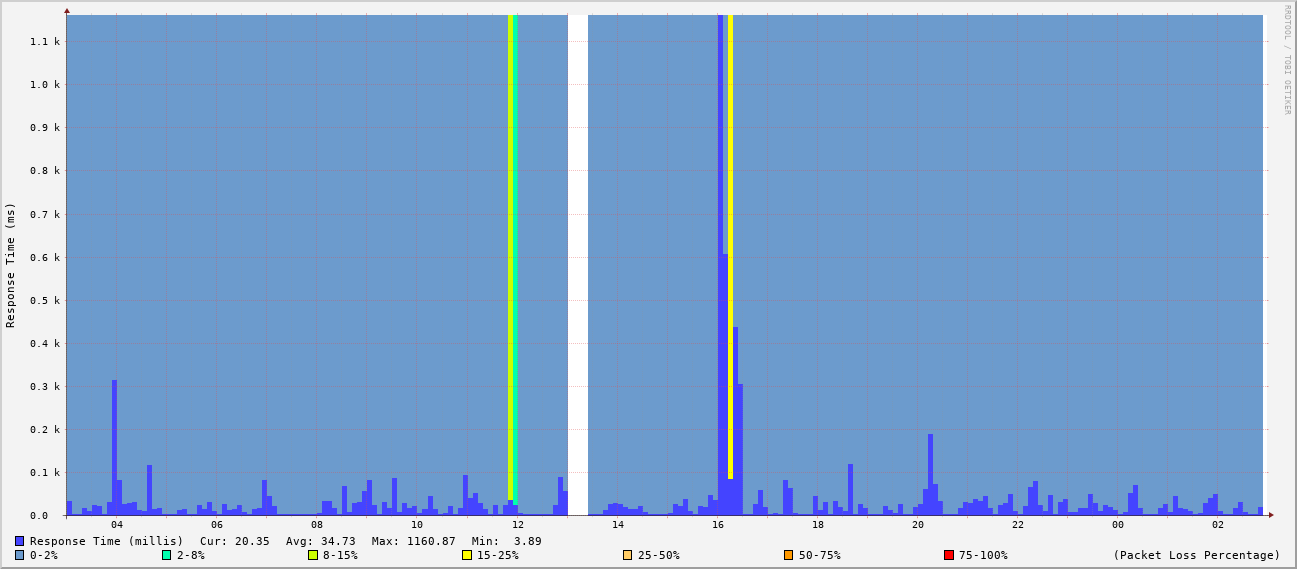 RRDTOOL / TOBI OETIKER
Response Time (ms)
1.1 k
1.0 k
0.9 k
0.8 k
0.7 k
0.6 k
0.5 k
0.4 k
0.3 k
0.2 k
0.1 k
0.0
04 06 08 10 12 14 16 18 20 22 00 02
Response Time (millis) Cur: 20.35 Avg: 34.73 Max: 1160.87 Min: 3.89
0-2% 2-8% 8-15% 15-25% 25-50% 50-75% 75-100% (Packet Loss Percentage)